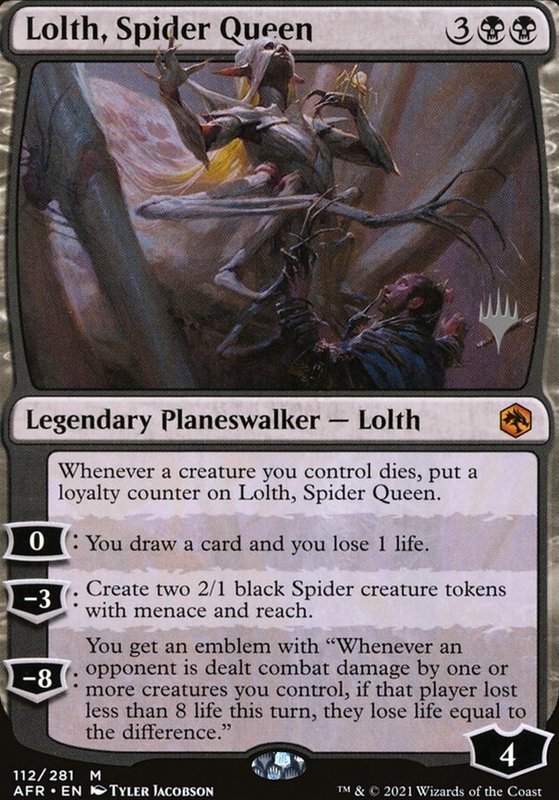 Lolth, Spider Queen 3
Legendary Planeswalker — Lolth
Whenever a creature you control dies, put a
loyalty counter on Lolth, Spider Queen.
0: You draw a card and you lose 1 life.
−3: Create two 2/1 black Spider creature tokens
with menace and reach.
−8: You get an emblem with “Whenever an
opponent is dealt combat damage by one or
more creatures you control, if that player lost
less than 8 life this turn, they lose life equal to
the difference.”
4
112/281 M
AFR • EN Tyler Jacobson
™ & © 2021 Wizards of the Coast